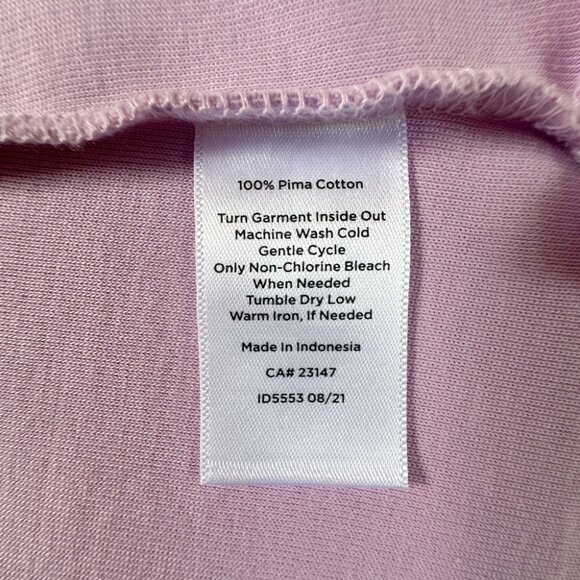 100% Pima Cotton
Turn Garment Inside Out
Machine Wash Cold
Gentle Cycle
Only Non-Chlorine Bleach
When Needed
Tumble Dry Low
Warm Iron, If Needed
Made In Indonesia
CA# 23147
ID5553 08/21